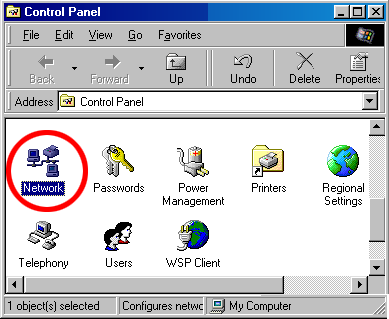 Control Panel
File Edit View Go Favorites
Back Forward Up Undo Delete Properties
Address Control Panel
Network Passwords Power Management Printers Regional Settings
Telephony Users WSP Client
1 object(s) selected Configures netwo My Computer